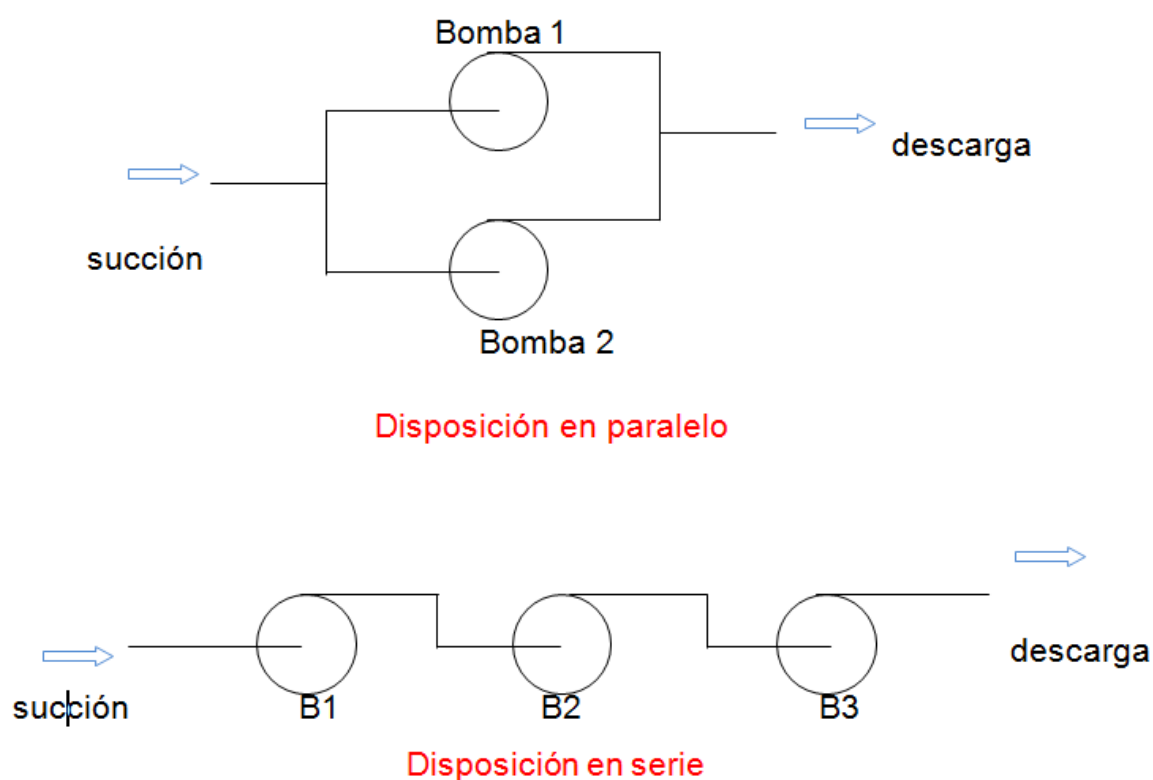 Bomba 1
descarga
succión
Bomba 2
Disposición en paralelo
descarga
succión
B1
B2
B3
Disposición en serie